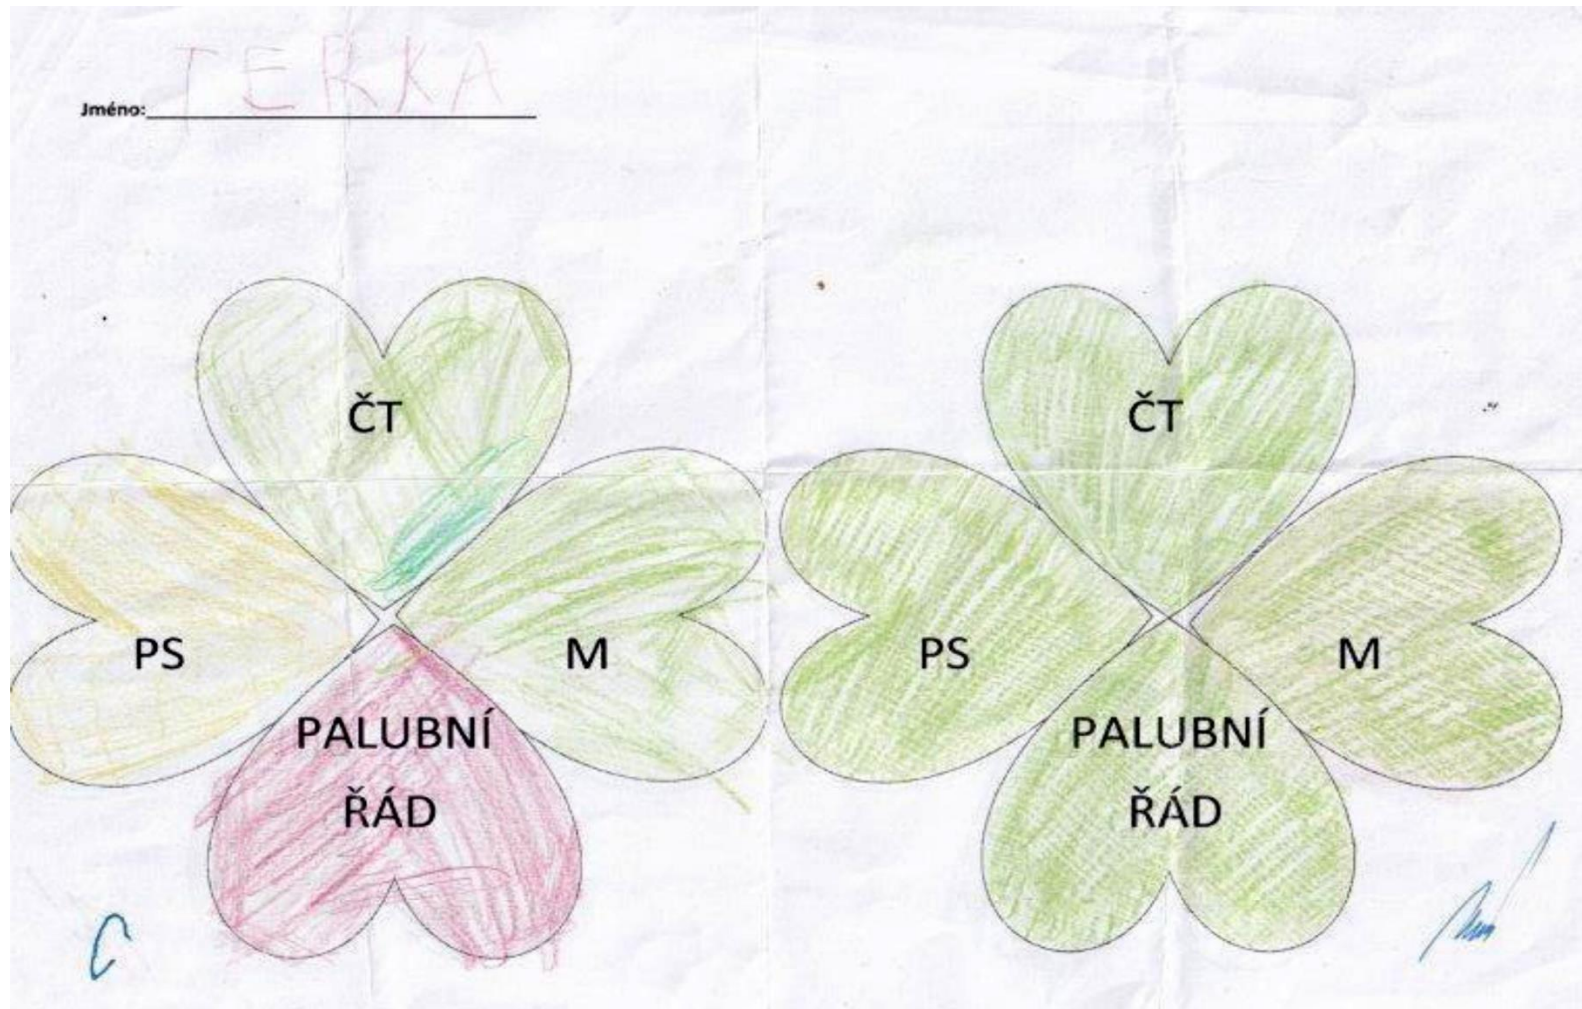 Jméno: TERKA
ČT
PS
M
PALUBNÍ
ŘÁD
C
ČT
PS
M
PALUBNÍ
ŘÁD